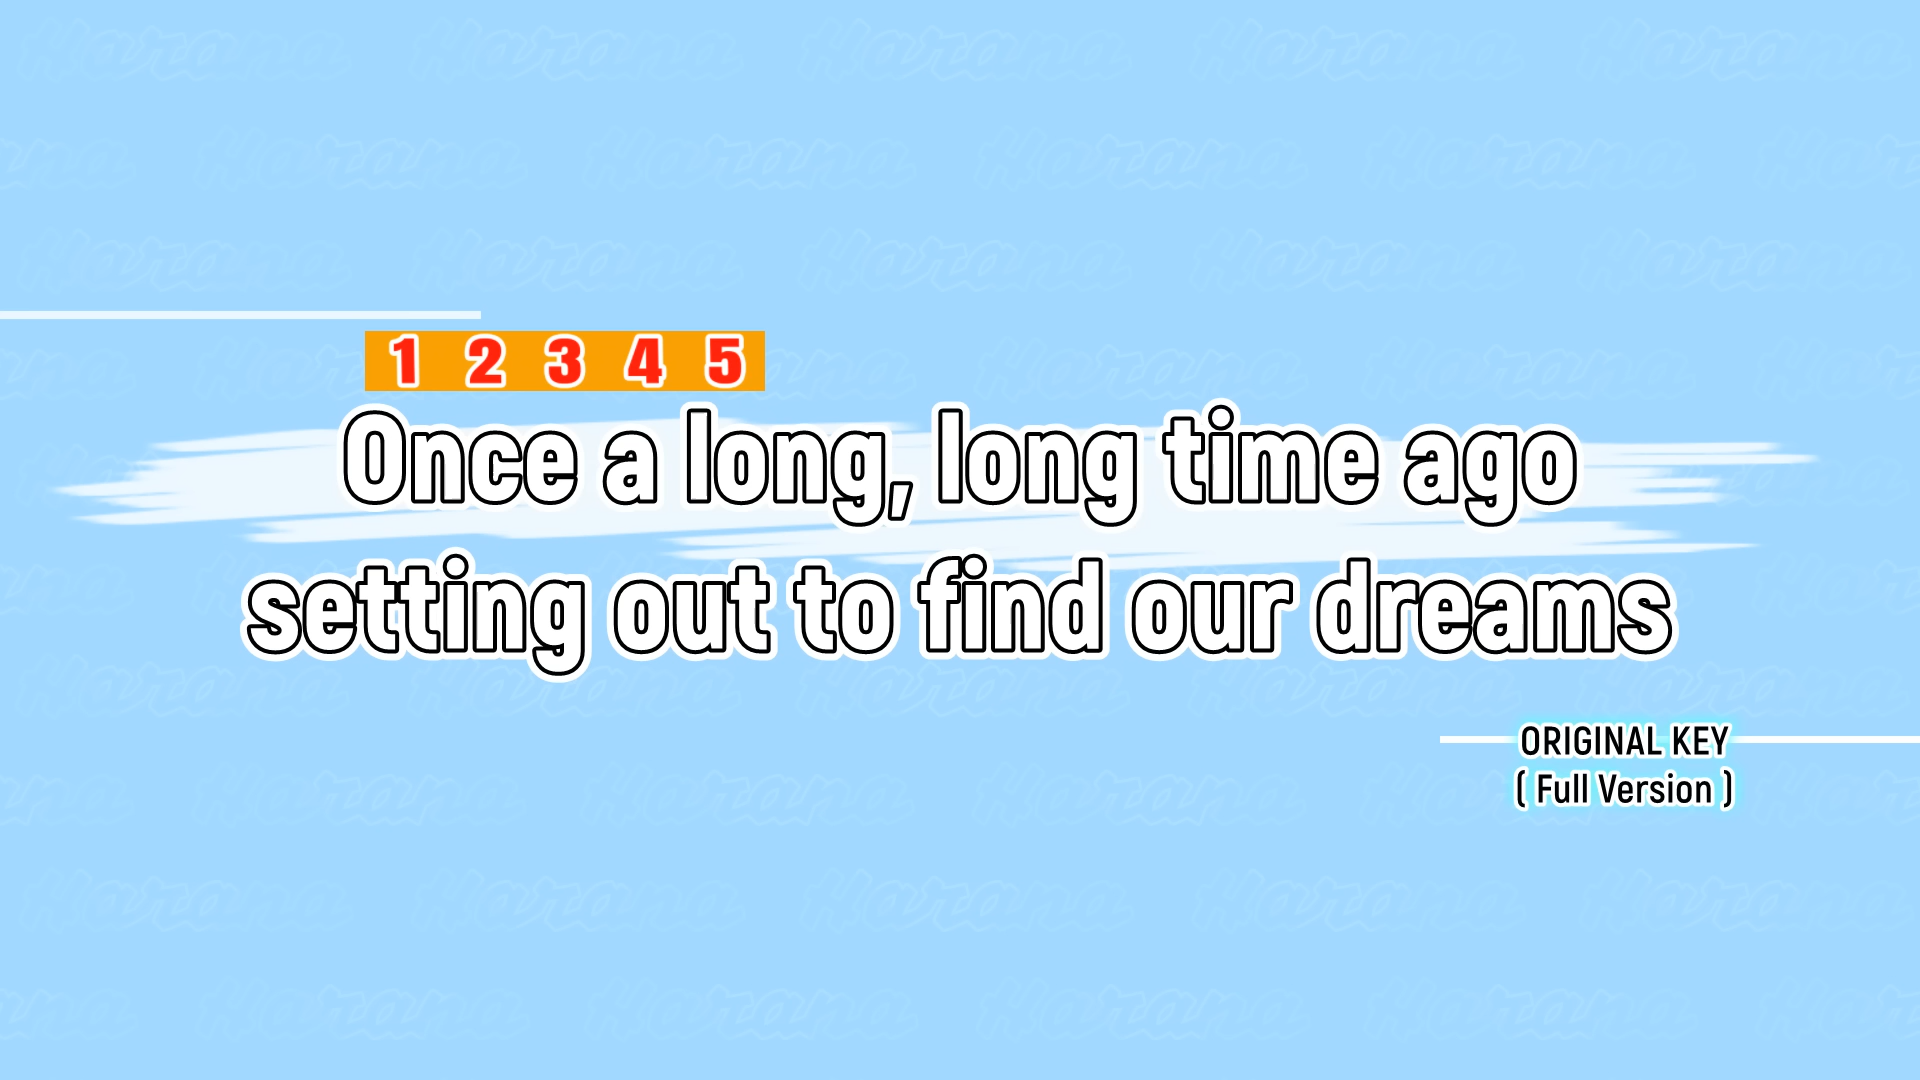 1 2 3 4 5
Once a long, long time ago
setting out to find our dreams
ORIGINAL KEY
( Full Version )